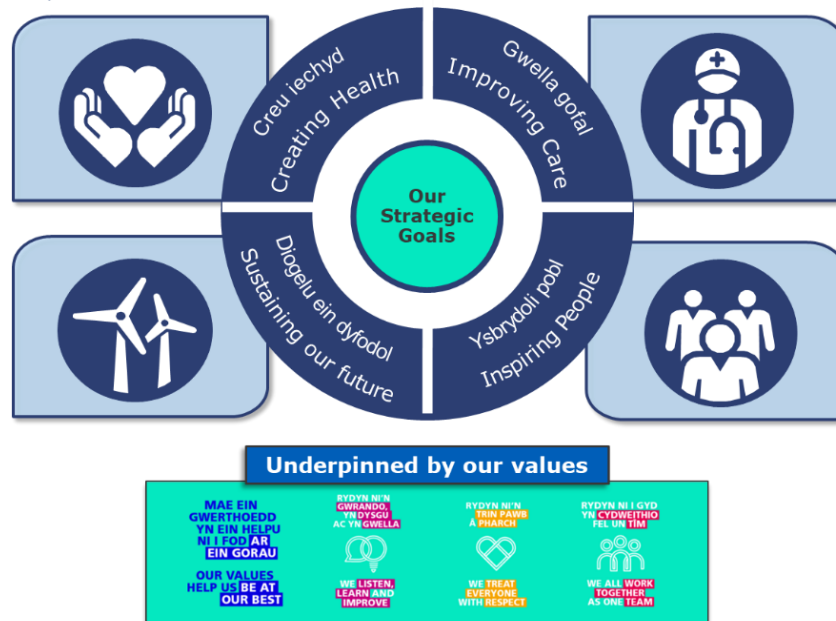 Creu iechyd
Creating Health
Gwella gofal
Improving Care
Our
Strategic
Goals
Diogelu ein dyfodol
Sustaining our future
Ysbrydoli pobl
Inspiring People
Underpinned by our values
MAE EIN
GWERTHOEDD
YN EIN HELPU
NI I FOD AR
EIN GORAU
OUR VALUES
HELP US BE AT
OUR BEST
RYDYN NI'N
GWRANDO,
YN DYSGU
AC YN GWELLA
WE LISTEN,
LEARN AND
IMPROVE
RYDYN NI'N
TRIN PAWB
Â PHARCH
WE TREAT
EVERYONE
WITH RESPECT
RYDYN NI I GYD
YN CYDWEITHIO
FEL UN TÎM
WE ALL WORK
TOGETHER
AS ONE TEAM